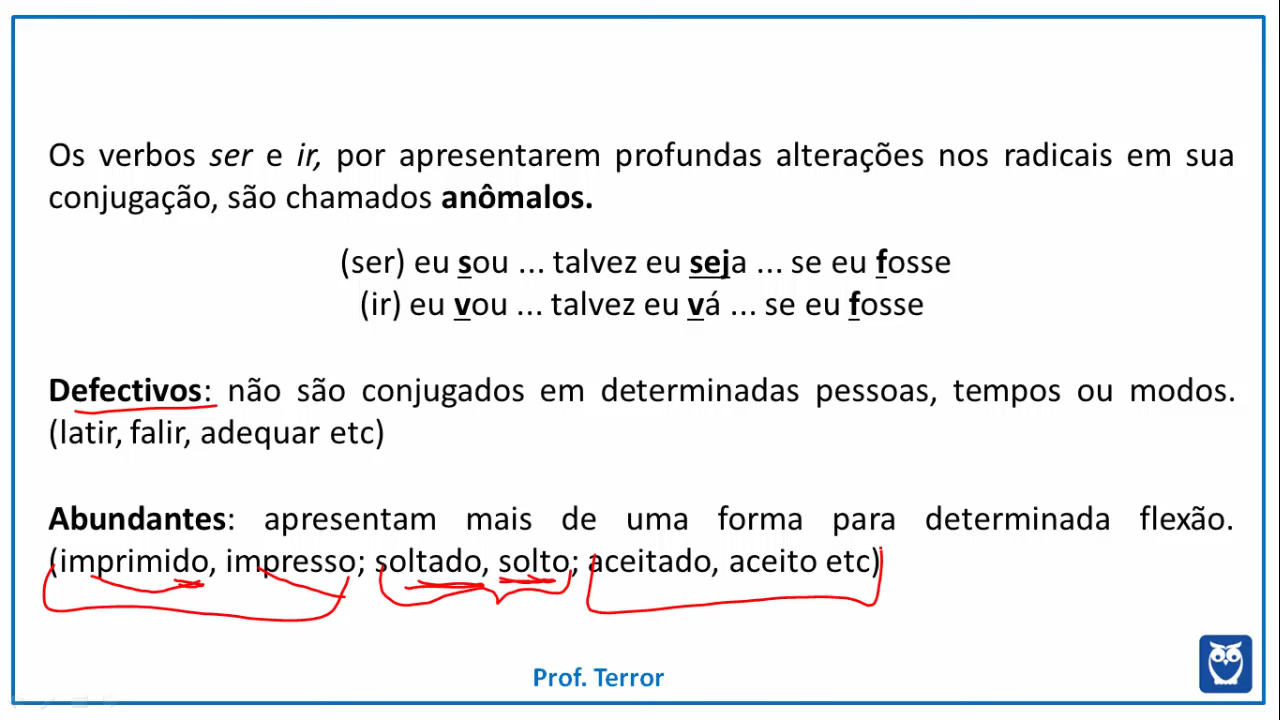 Os verbos ser e ir, por apresentarem profundas alterações nos radicais em sua
conjugação, são chamados anômalos.
(ser) eu sou ... talvez eu seja ... se eu fosse
(ir) eu vou ... talvez eu vá ... se eu fosse
Defectivos: não são conjugados em determinadas pessoas, tempos ou modos.
(latir, falir, adequar etc)
Abundantes: apresentam mais de uma forma para determinada flexão.
(imprimido, impresso; soltado, solto; aceitado, aceito etc)
Prof. Terror